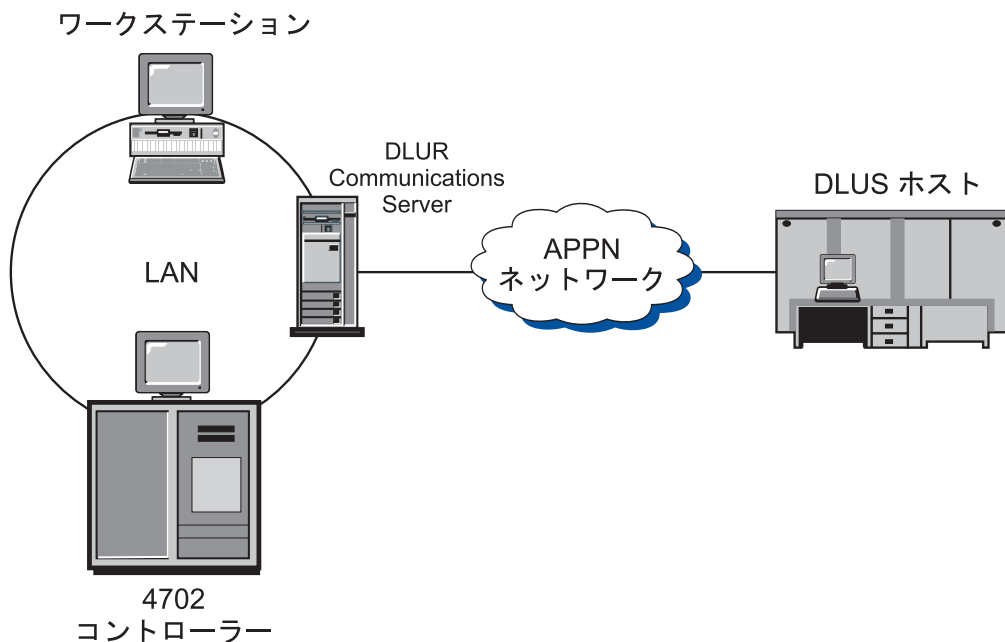 ワークステーション
DLUR
Communications
Server
DLUS ホスト
LAN
APPN
ネットワーク
4702
コントローラー